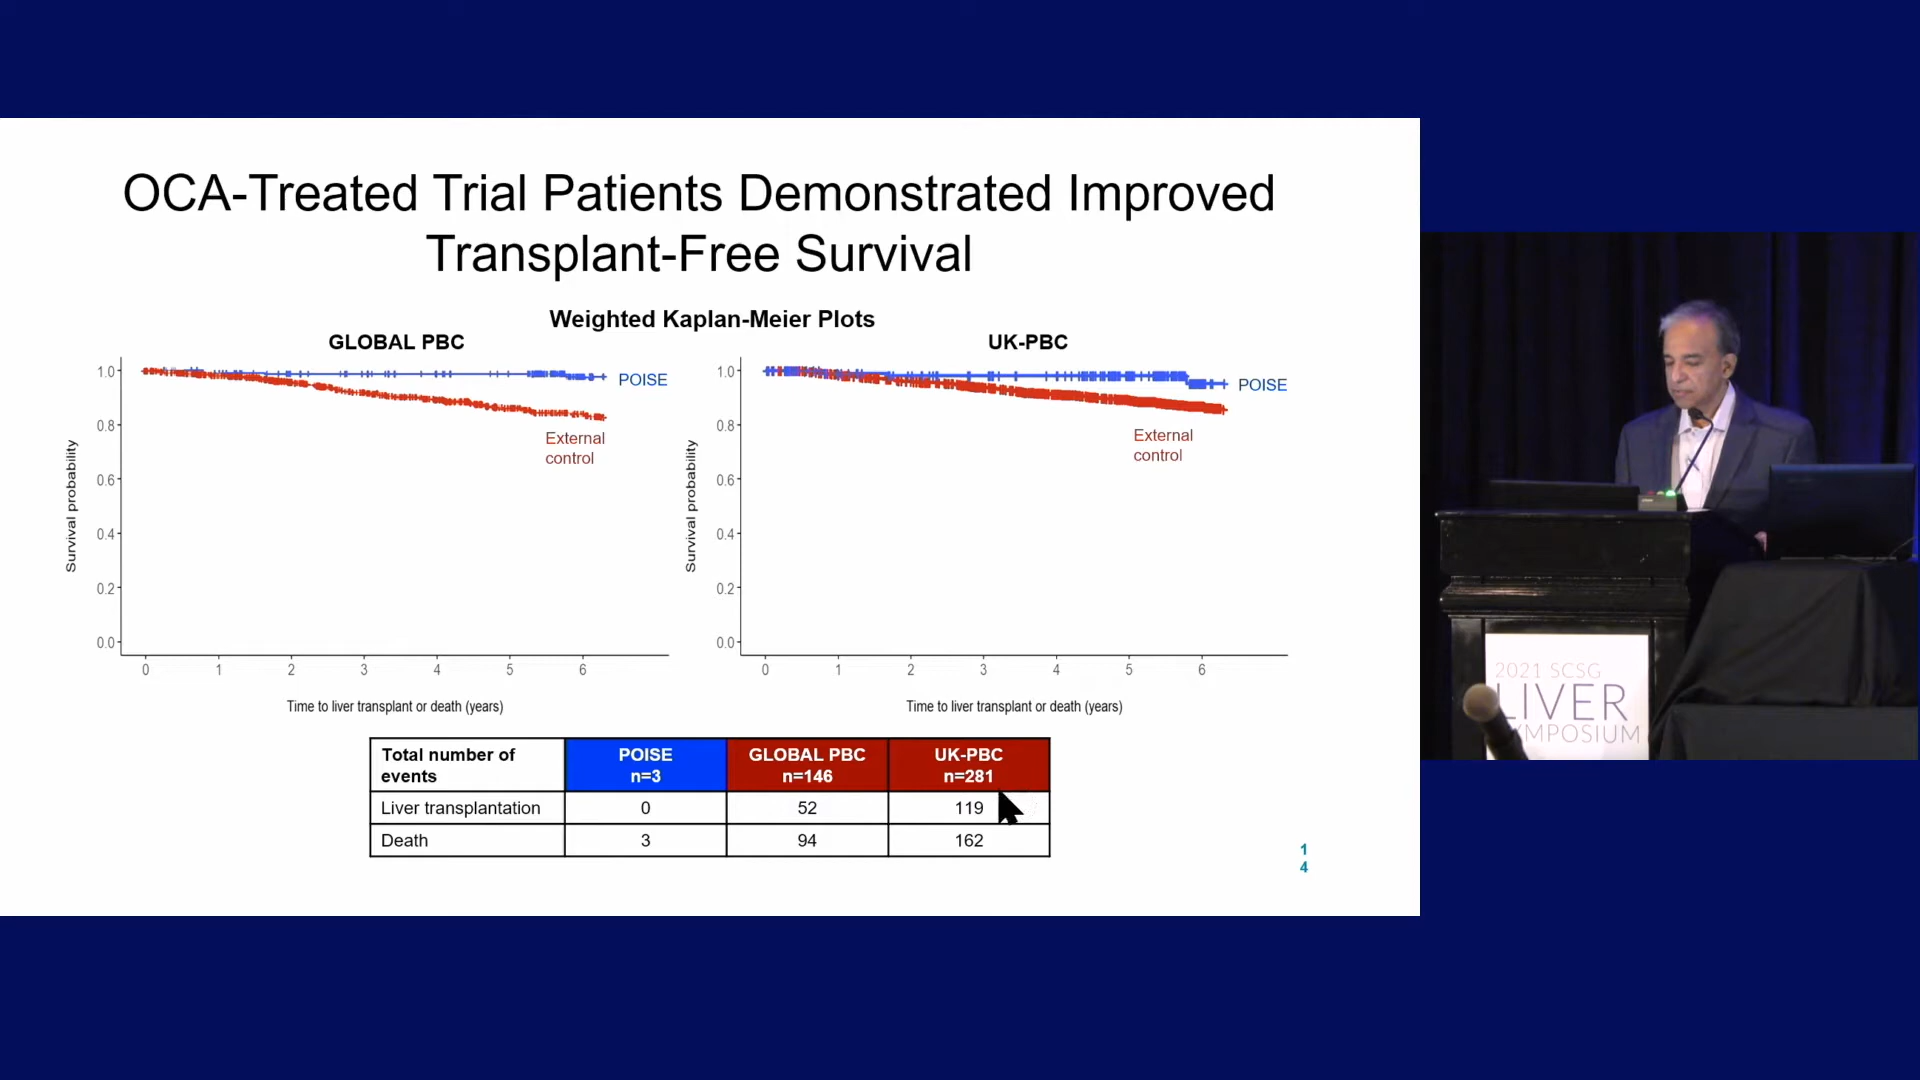 OCA-Treated Trial Patients Demonstrated Improved
Transplant-Free Survival
Weighted Kaplan-Meier Plots
GLOBAL PBC
Survival probability
1.0
0.8
0.6
0.4
0.2
0.0
POISE
External
control
0 1 2 3 4 5 6
Time to liver transplant or death (years)
UK-PBC
Survival probability
1.0
0.8
0.6
0.4
0.2
0.0
POISE
External
control
0 1 2 3 4 5 6
Time to liver transplant or death (years)
Total number of events POISE n=3 GLOBAL PBC n=146 UK-PBC n=281
Liver transplantation 0 52 119
Death 3 94 162
1
4
2021 SCSG
LIVER
SYMPOSIUM